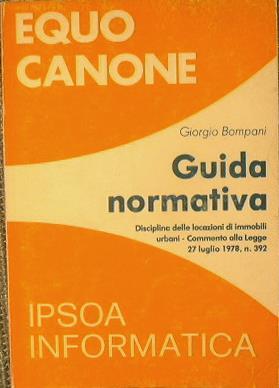 EQUO
CANONE
Giorgio Bompani
Guida
normativa
Disciplina delle locazioni di immobili
urbani - Commento alla Legge
27 luglio 1978, n. 392
IPSOA
INFORMATICA